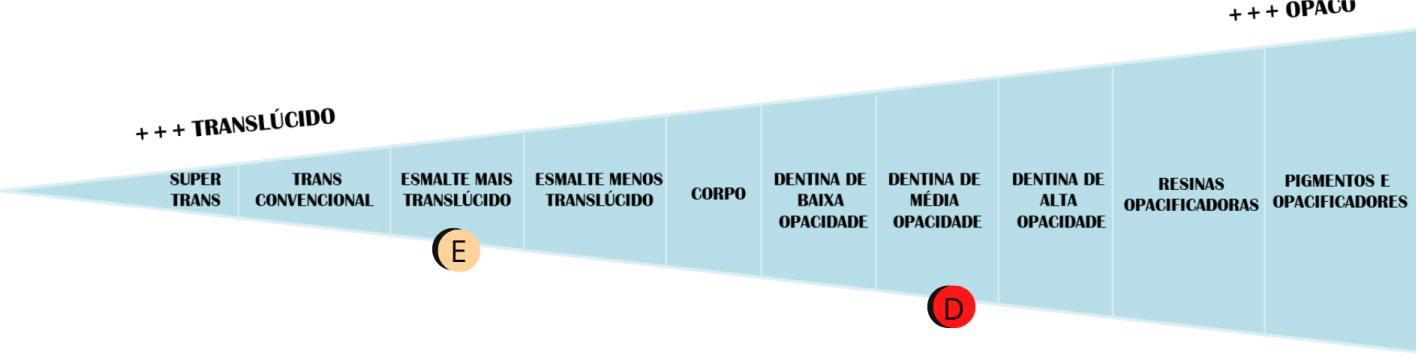 + + + OPACO
+ + + TRANSLÚCIDO
SUPER
TRANS
TRANS
CONVENCIONAL
ESMALTE MAIS
TRANSLÚCIDO
ESMALTE MENOS
TRANSLÚCIDO
CORPO
DENTINA DE
BAIXA
OPACIDADE
DENTINA DE
MÉDIA
OPACIDADE
DENTINA DE
ALTA
OPACIDADE
RESINAS
OPACIFICADORAS
PIGMENTOS E
OPACIFICADORES
E
D